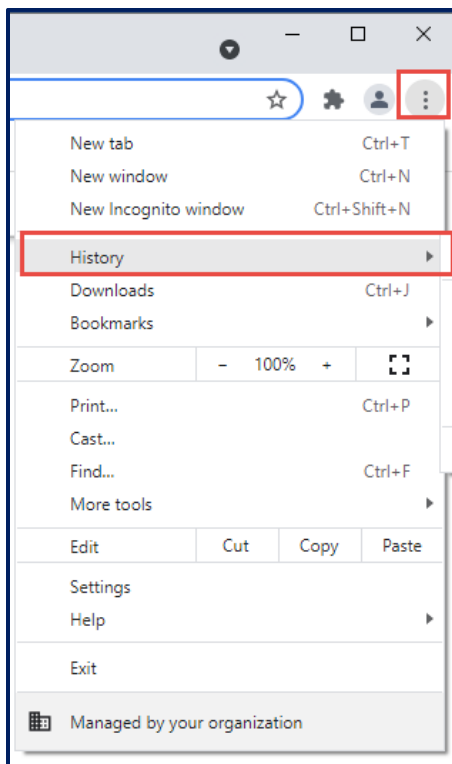 New tab Ctrl+T
New window Ctrl+N
New Incognito window Ctrl+Shift+N
History
Downloads Ctrl+J
Bookmarks
Zoom - 100% +
Print... Ctrl+P
Cast...
Find... Ctrl+F
More tools
Edit Cut Copy Paste
Settings
Help
Exit
Managed by your organization